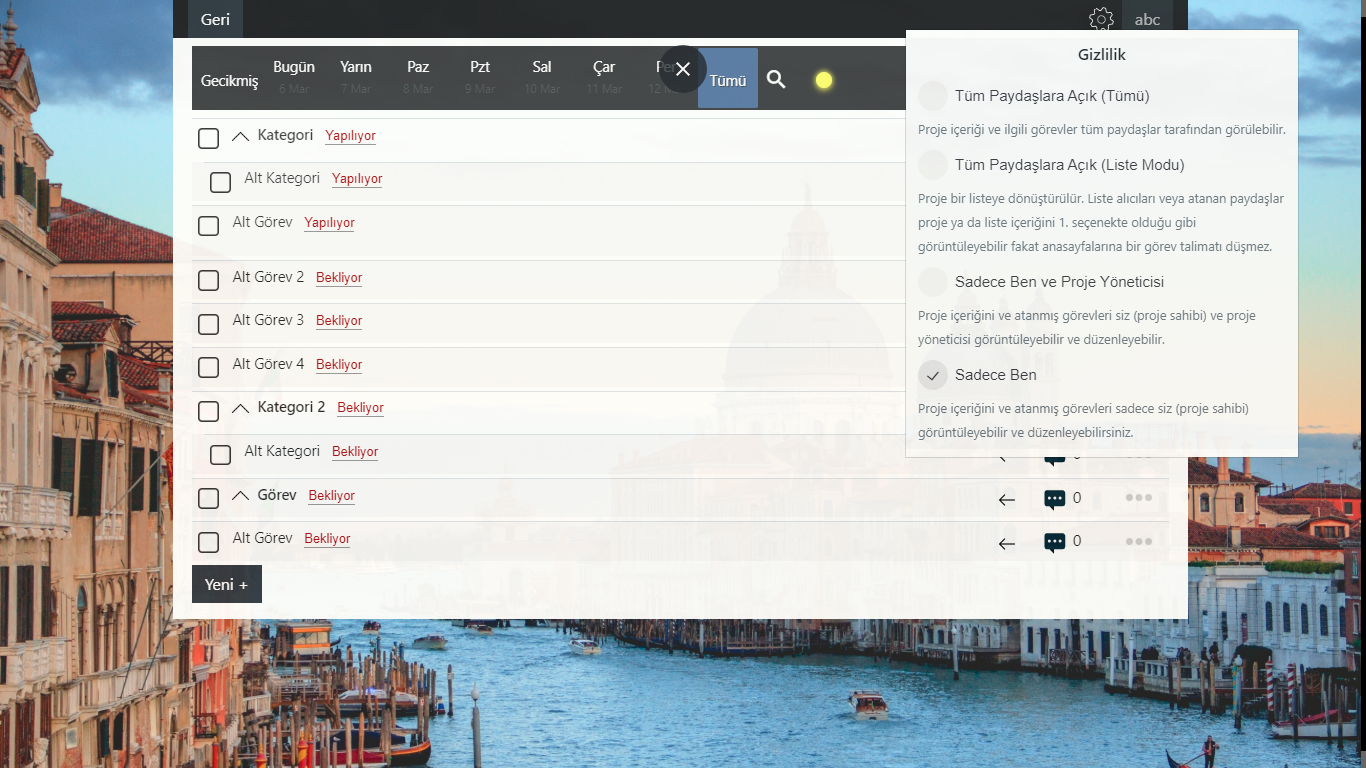 Geri
abc
Gecikmiş
Bugün
6 Mar
Yarın
7 Mar
Paz
8 Mar
Pzt
9 Mar
Sal
10 Mar
Çar
11 Mar
Tümü
Gizlilik
Tüm Paydaşlara Açık (Tümü)
Proje içeriği ve ilgili görevler tüm paydaşlar tarafından görülebilir.
Tüm Paydaşlara Açık (Liste Modu)
Proje bir listeye dönüştürülür. Liste alıcıları veya atanan paydaşlar
proje ya da liste içeriğini 1. seçenekte olduğu gibi
görüntüleyebilir fakat anasayfalarına bir görev talimatı düşmez.
Sadece Ben ve Proje Yöneticisi
Proje içeriğini ve atanmış görevleri siz (proje sahibi) ve proje
yöneticisi görüntüleyebilir ve düzenleyebilir.
Sadece Ben
Proje içeriğini ve atanmış görevleri sadece siz (proje sahibi)
görüntüleyebilir ve düzenleyebilirsiniz.
Kategori Yapılıyor
Alt Kategori Yapılıyor
Alt Görev Yapılıyor
Alt Görev 2 Bekliyor
Alt Görev 3 Bekliyor
Alt Görev 4 Bekliyor
Kategori 2 Bekliyor
Alt Kategori Bekliyor
Görev Bekliyor 0
Alt Görev Bekliyor 0
Yeni +